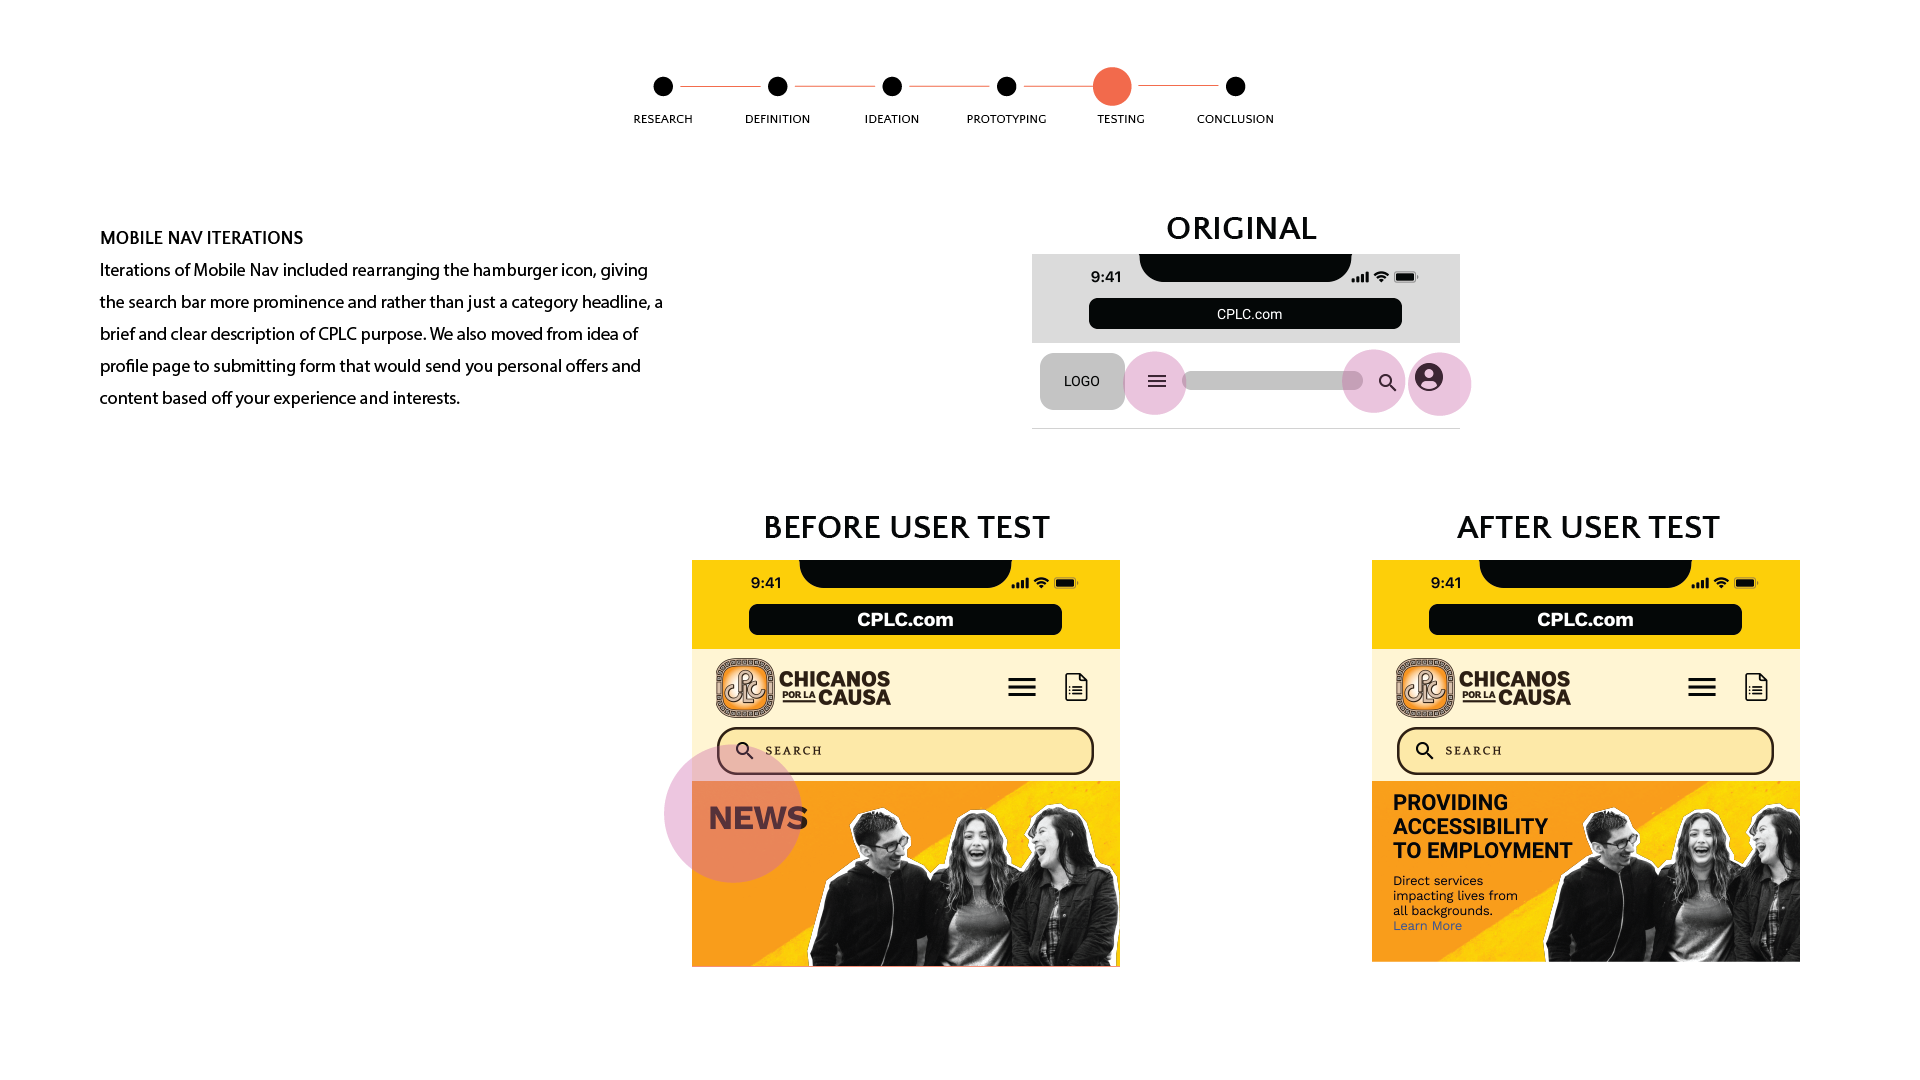 RESEARCH
DEFINITION
IDEATION
PROTOTYPING
TESTING
CONCLUSION
MOBILE NAV ITERATIONS
Iterations of Mobile Nav included rearranging the hamburger icon, giving
the search bar more prominence and rather than just a category headline, a
brief and clear description of CPLC purpose. We also moved from idea of
profile page to submitting form that would send you personal offers and
content based off your experience and interests.
ORIGINAL
9:41
CPLC.com
LOGO
BEFORE USER TEST
9:41
CPLC.com
CPLC
CHICANOS
POR LA CAUSA
SEARCH
NEWS
AFTER USER TEST
9:41
CPLC.com
CPLC
CHICANOS
POR LA CAUSA
SEARCH
PROVIDING
ACCESSIBILITY
TO EMPLOYMENT
Direct services
impacting lives from
all backgrounds.
Learn More